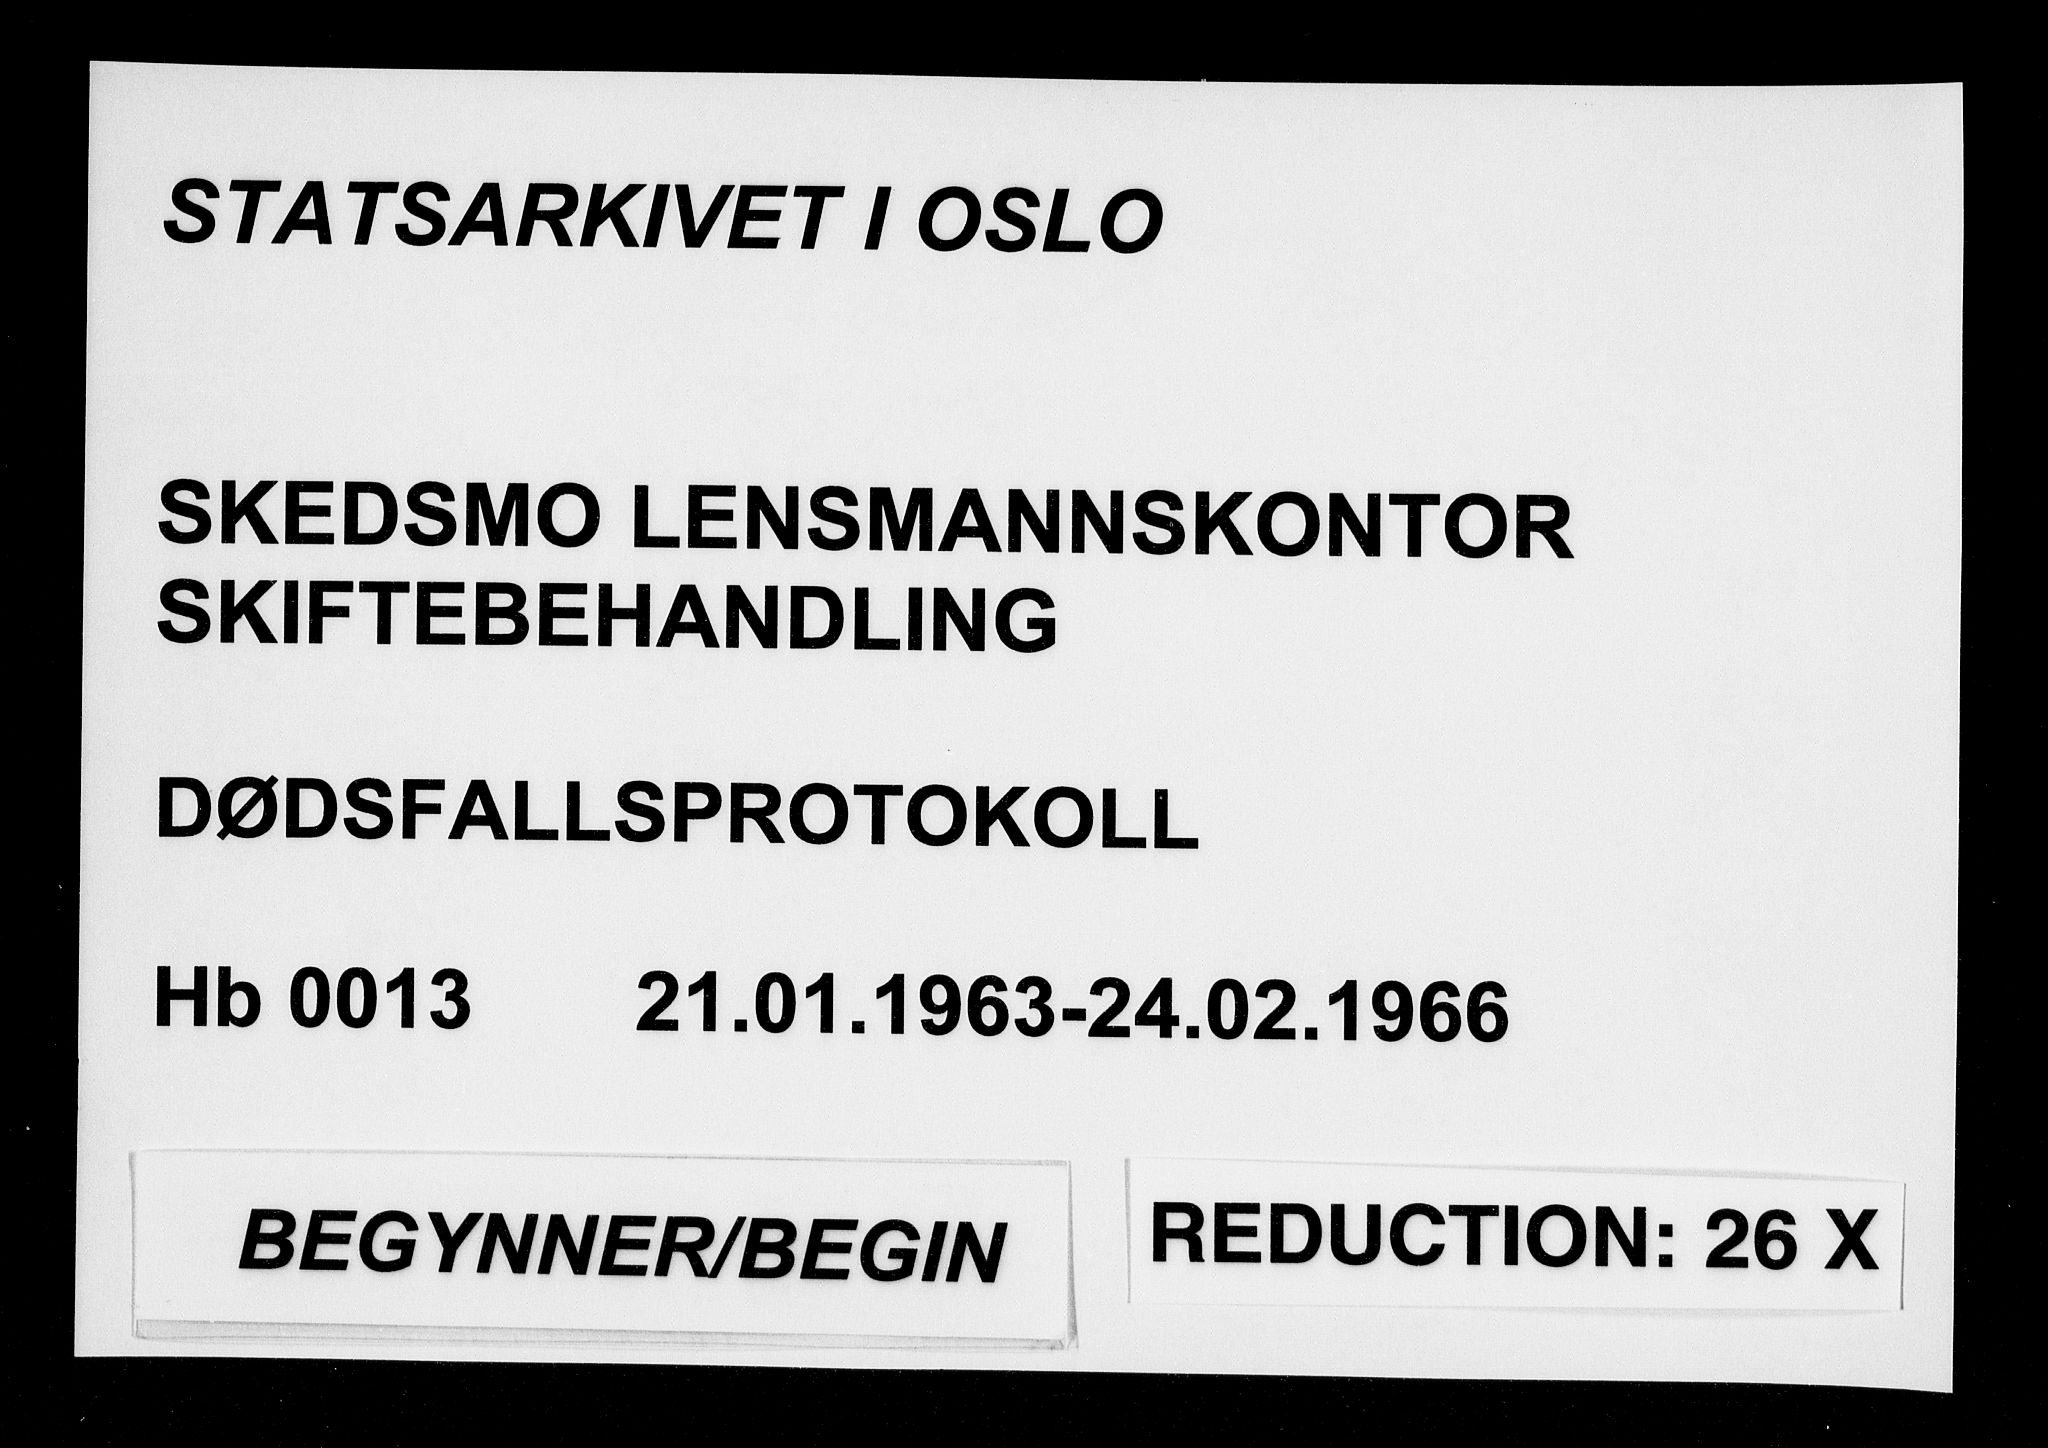 STATSARKIVET I OSLO
SKEDSMO LENSMANNSKONTOR
SKIFTEBEHANDLING
DØDSFALLSPROTOKOLL
Hb 0013 21.01.1963-24.02.1966
BEGYNNER/BEGIN
REDUCTION: 26 X